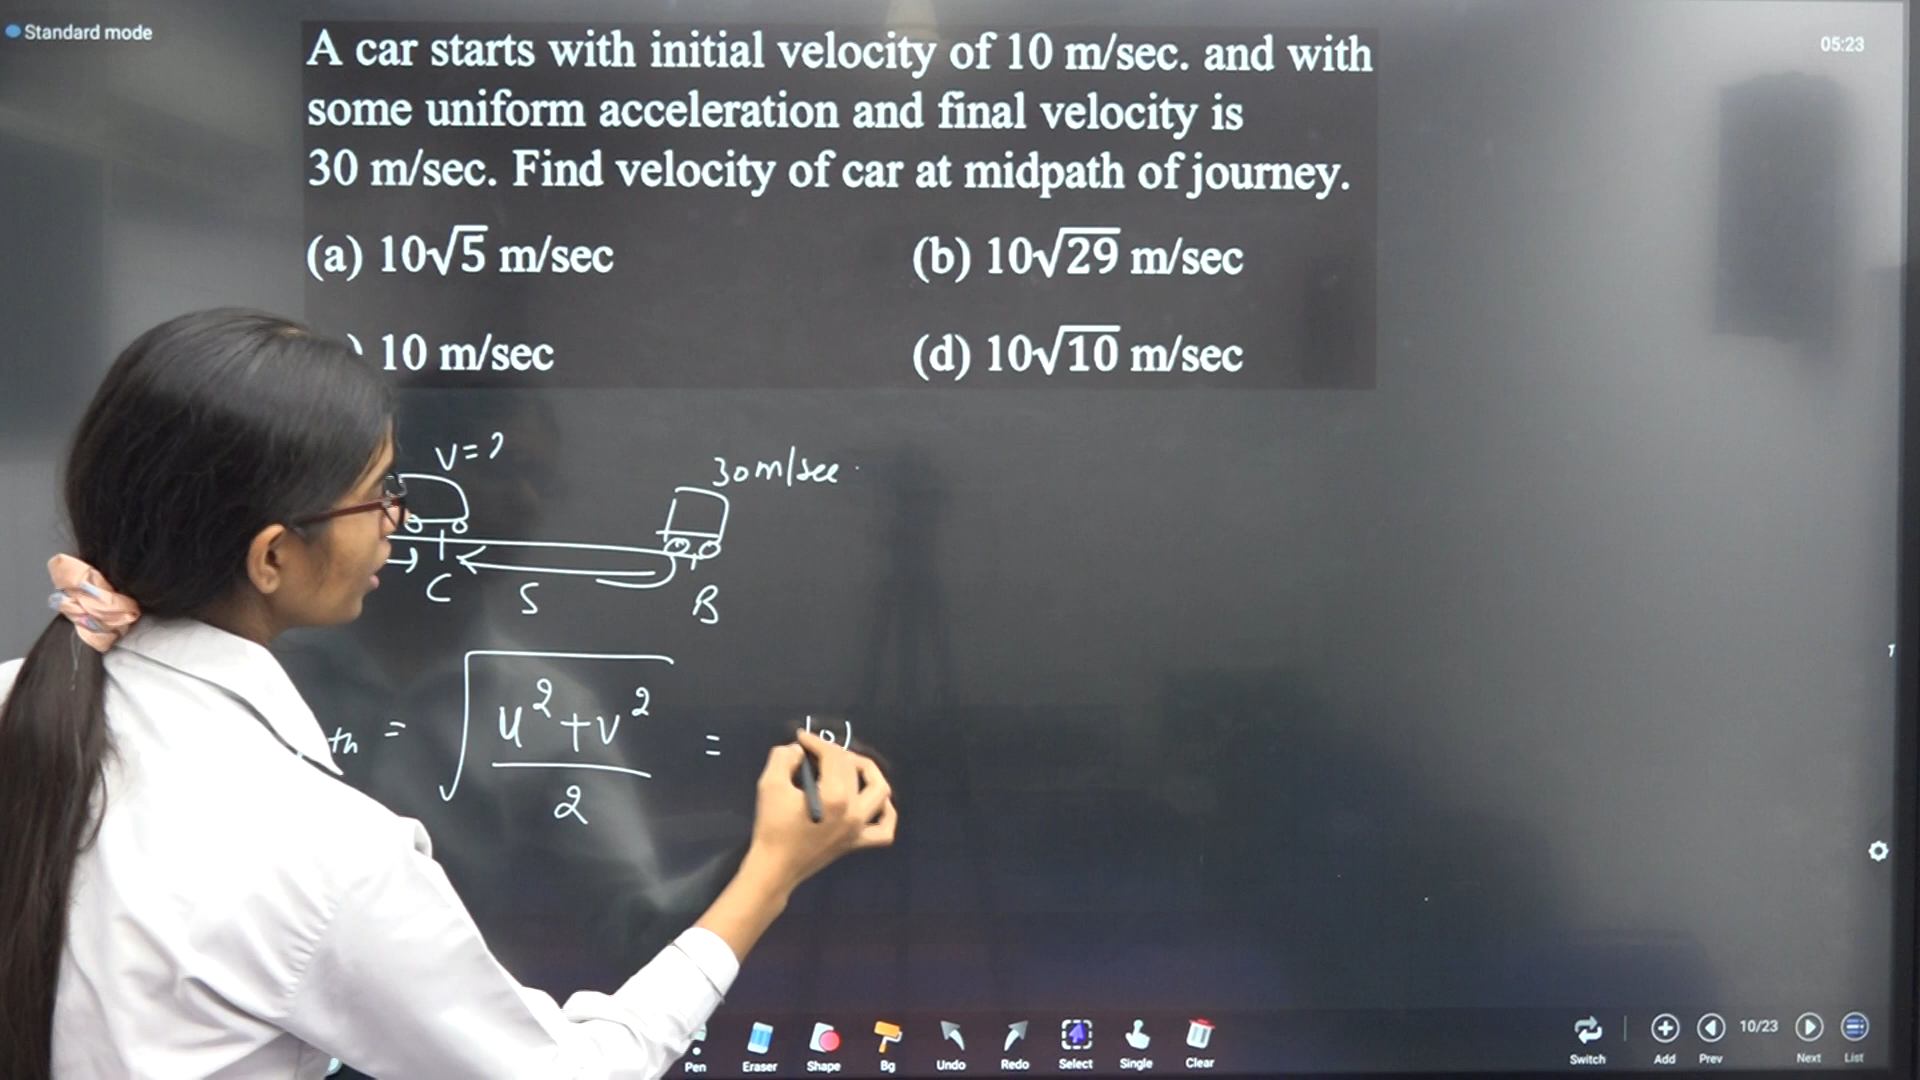 Standard mode
05:23
A car starts with initial velocity of 10 m/sec. and with
some uniform acceleration and final velocity is
30 m/sec. Find velocity of car at midpath of journey.
(a) 10√5 m/sec
(b) 10√29 m/sec
) 10 m/sec
(d) 10√10 m/sec
V=?
30m/sec
C
S
B
th = √((u²+v²)/2) =
Pen
Eraser
Shape
Bg
Undo
Redo
Select
Single
Clear
Switch
Add
Prev
10/23
Next
List